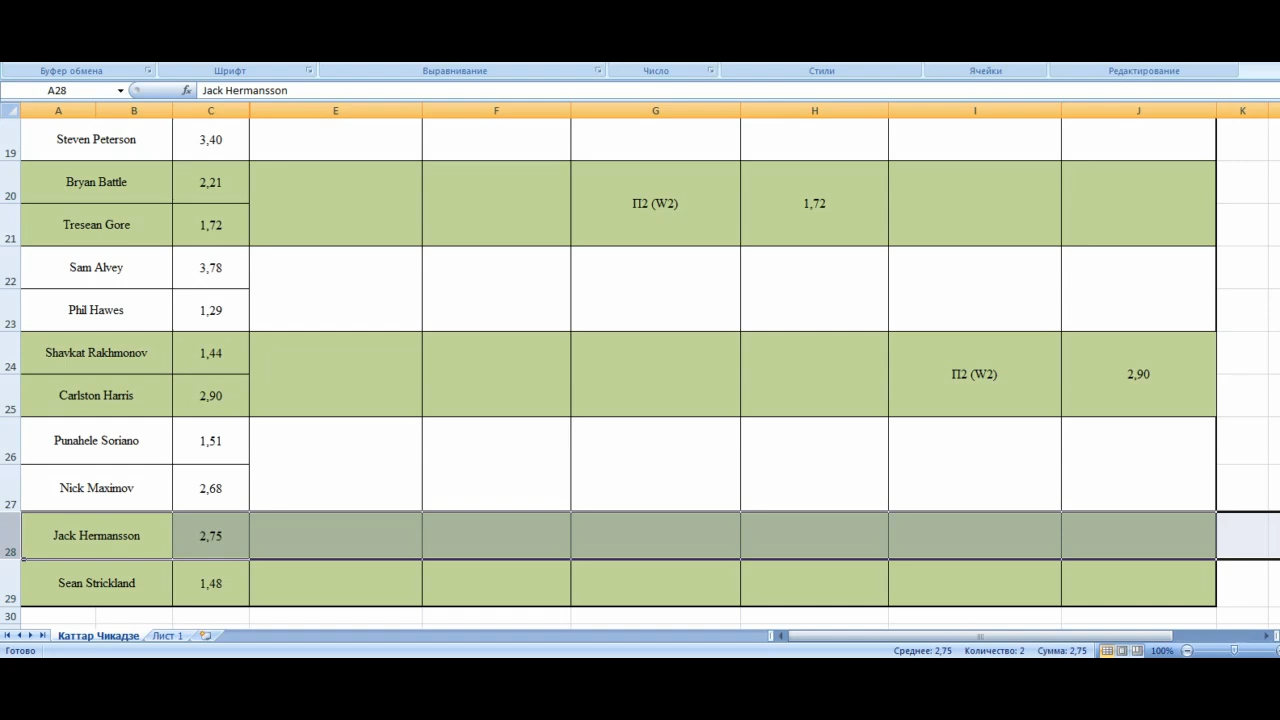 Буфер обмена Шрифт Выравнивание Число Стили Ячейки Редактирование
A28 fx Jack Hermansson
A B C E F G H I J K
19 Steven Peterson 3,40
20 Bryan Battle 2,21 П2 (W2) 1,72
21 Tresean Gore 1,72
22 Sam Alvey 3,78
23 Phil Hawes 1,29
24 Shavkat Rakhmonov 1,44 П2 (W2) 2,90
25 Carlston Harris 2,90
26 Punahele Soriano 1,51
27 Nick Maximov 2,68
28 Jack Hermansson 2,75
29 Sean Strickland 1,48
30
Каттар Чикадзе Лист 1
Готово Среднее: 2,75 Количество: 2 Сумма: 2,75 100%